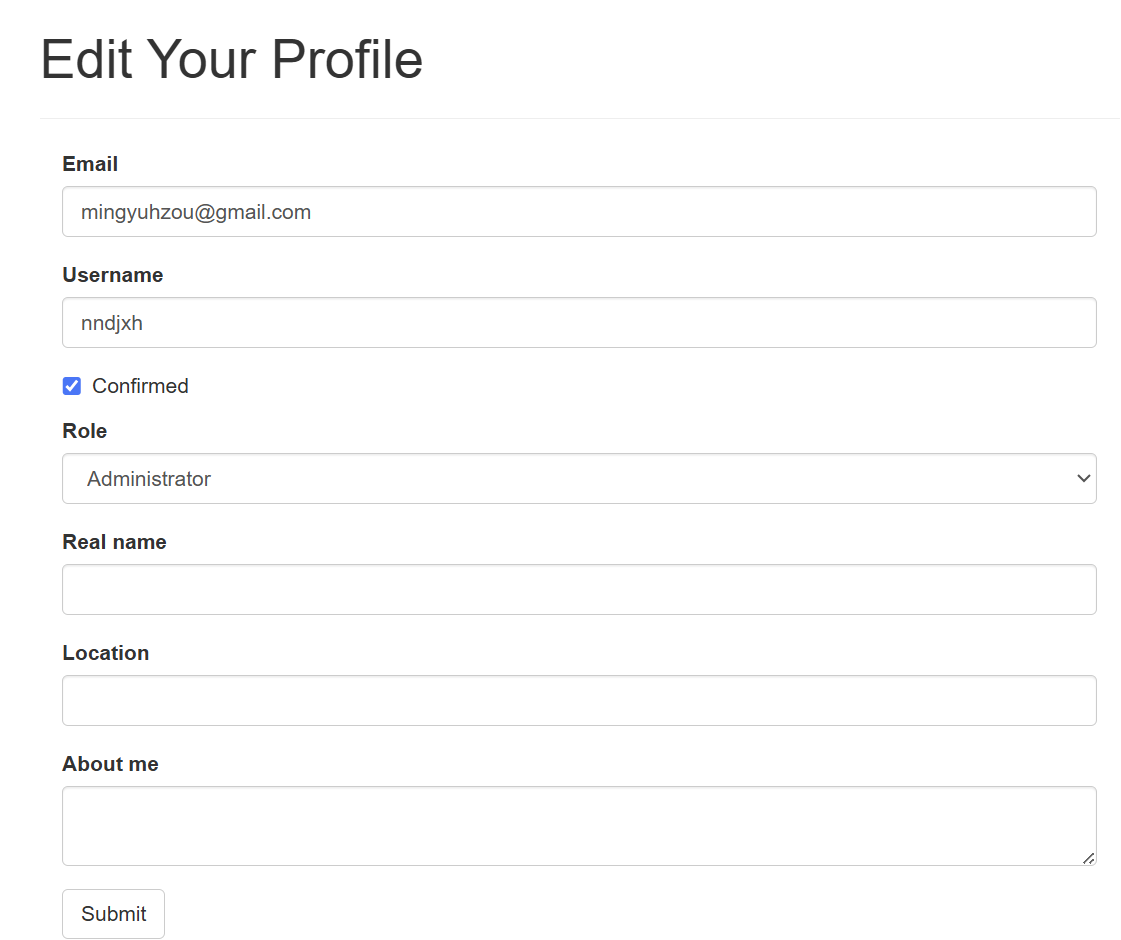 Edit Your Profile
Email
mingyuhzou@gmail.com
Username
nndjxh
Confirmed
Role
Administrator
Real name
Location
About me
Submit